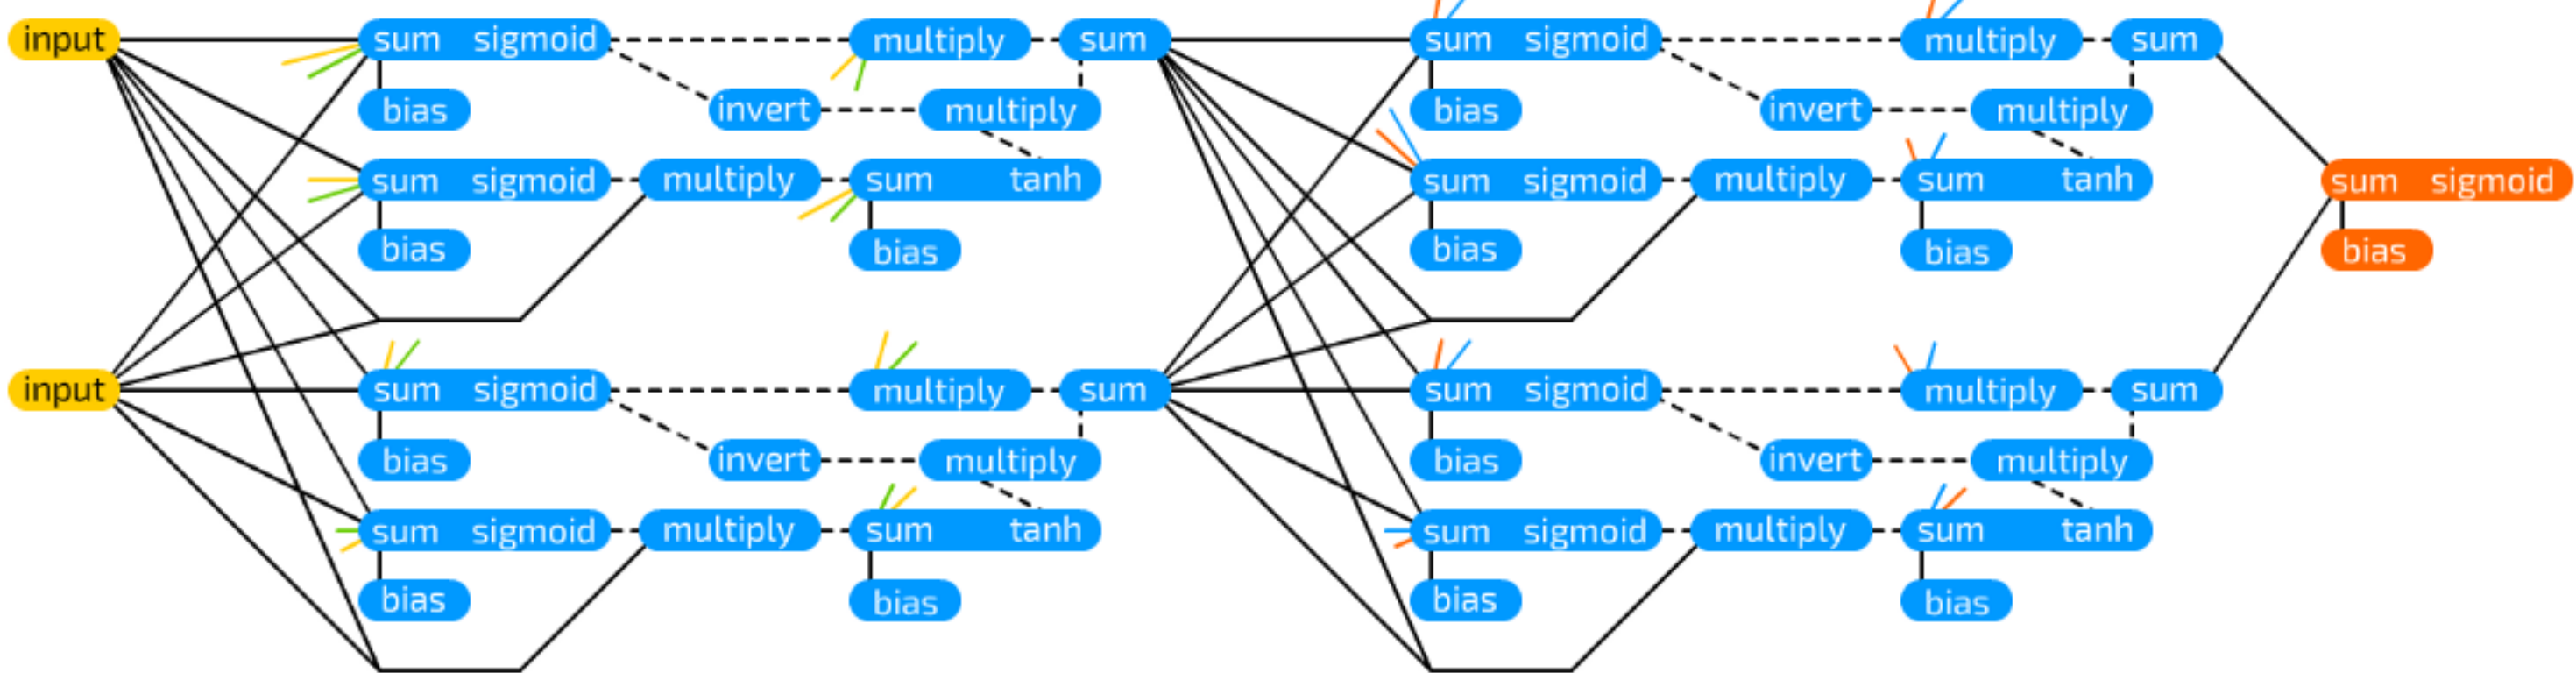 input sum sigmoid multiply sum sum sigmoid multiply sum
bias invert multiply bias invert multiply
sum sigmoid multiply sum tanh sum sigmoid multiply sum tanh sum sigmoid
bias bias bias bias bias
input sum sigmoid multiply sum sum sigmoid multiply sum
bias invert multiply bias invert multiply
sum sigmoid multiply sum tanh sum sigmoid multiply sum tanh
bias bias bias bias